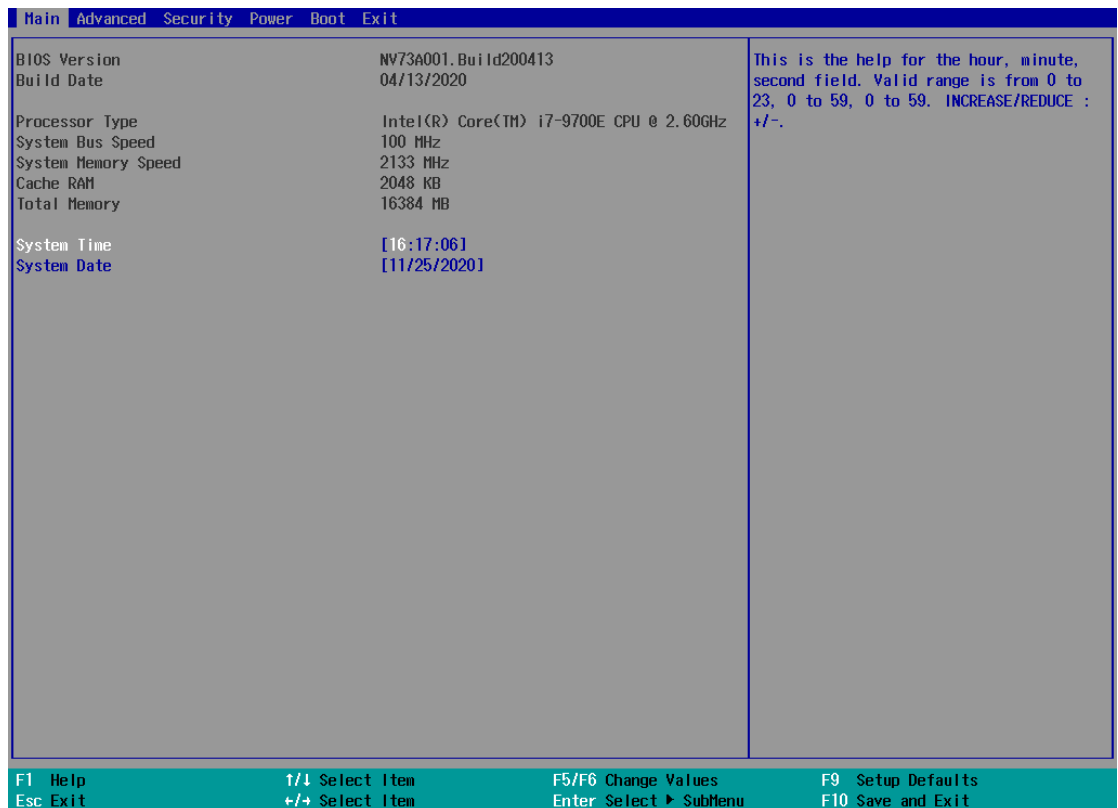 Main Advanced Security Power Boot Exit
BIOS Version NV73A001.Build200413
Build Date 04/13/2020
Processor Type Intel(R) Core(TM) i7-9700E CPU @ 2.60GHz
System Bus Speed 100 MHz
System Memory Speed 2133 MHz
Cache RAM 2048 KB
Total Memory 16384 MB
System Time [16:17:06]
System Date [11/25/2020]
This is the help for the hour, minute,
second field. Valid range is from 0 to
23, 0 to 59, 0 to 59. INCREASE/REDUCE :
+/-.
F1 Help ↑/↓ Select Item F5/F6 Change Values F9 Setup Defaults
Esc Exit ←/→ Select Item Enter Select ▶ SubMenu F10 Save and Exit